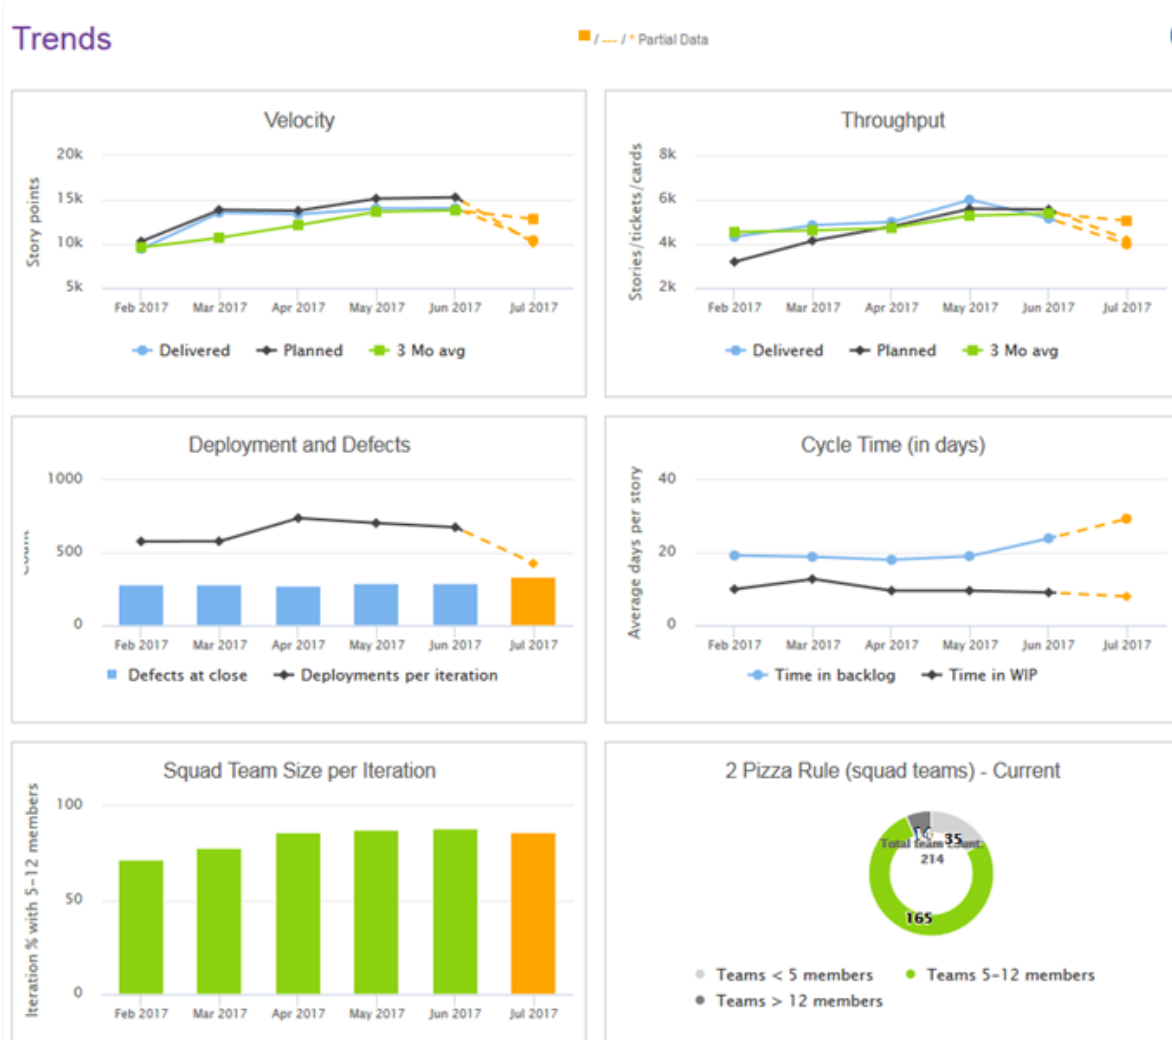 Trends
/ --- / * Partial Data
Velocity
Story points
20k
15k
10k
5k
Feb 2017 Mar 2017 Apr 2017 May 2017 Jun 2017 Jul 2017
Delivered Planned 3 Mo avg
Throughput
Stories/tickets/cards
8k
6k
4k
2k
Feb 2017 Mar 2017 Apr 2017 May 2017 Jun 2017 Jul 2017
Delivered Planned 3 Mo avg
Deployment and Defects
Count
1000
500
0
Feb 2017 Mar 2017 Apr 2017 May 2017 Jun 2017 Jul 2017
Defects at close Deployments per iteration
Cycle Time (in days)
Average days per story
40
20
0
Feb 2017 Mar 2017 Apr 2017 May 2017 Jun 2017 Jul 2017
Time in backlog Time in WIP
Squad Team Size per Iteration
Iteration % with 5-12 members
100
50
0
Feb 2017 Mar 2017 Apr 2017 May 2017 Jun 2017 Jul 2017
2 Pizza Rule (squad teams) - Current
35
Total team count:
214
165
Teams < 5 members Teams 5-12 members
Teams > 12 members